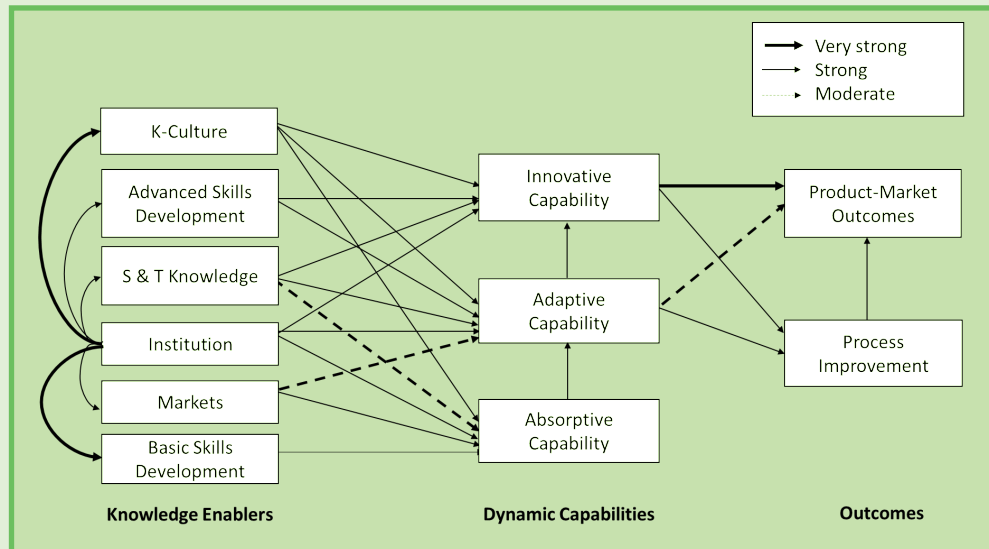 Very strong
Strong
Moderate
K-Culture
Advanced Skills
Development
S & T Knowledge
Institution
Markets
Basic Skills
Development
Innovative
Capability
Adaptive
Capability
Absorptive
Capability
Product-Market
Outcomes
Process
Improvement
Knowledge Enablers
Dynamic Capabilities
Outcomes